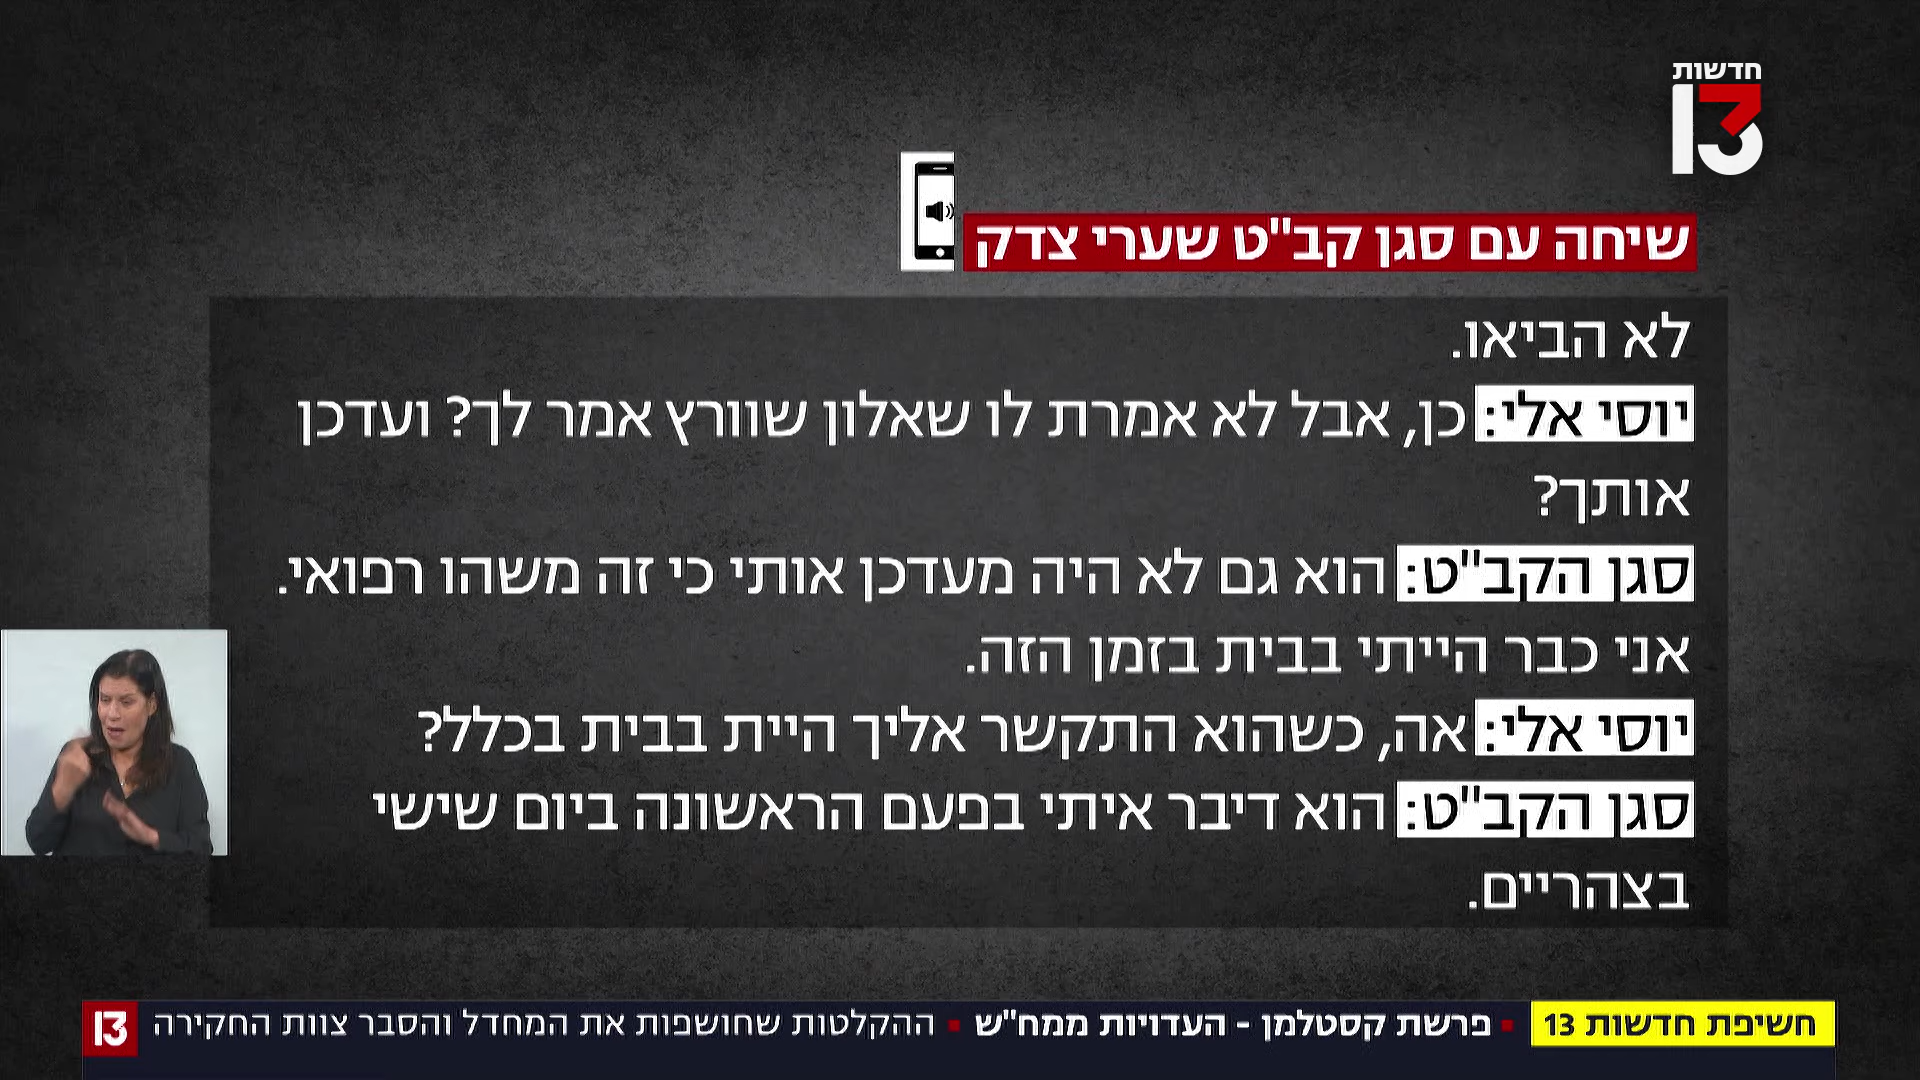 חדשות
13
שיחה עם סגן קב"ט שערי צדק
לא הביאו.
יוסי אלי: כן, אבל לא אמרת לו שאלון שוורץ אמר לך? ועדכן
אותך?
סגן הקב"ט: הוא גם לא היה מעדכן אותי כי זה משהו רפואי.
אני כבר הייתי בבית בזמן הזה.
יוסי אלי: אה, כשהוא התקשר אליך היית בבית בכלל?
סגן הקב"ט: הוא דיבר איתי בפעם הראשונה ביום שישי
בצהריים.
חשיפת חדשות 13 ▪ פרשת קסטלמן - העדויות ממח"ש ▪ ההקלטות שחושפות את המחדל והסבר צוות החקירה 13